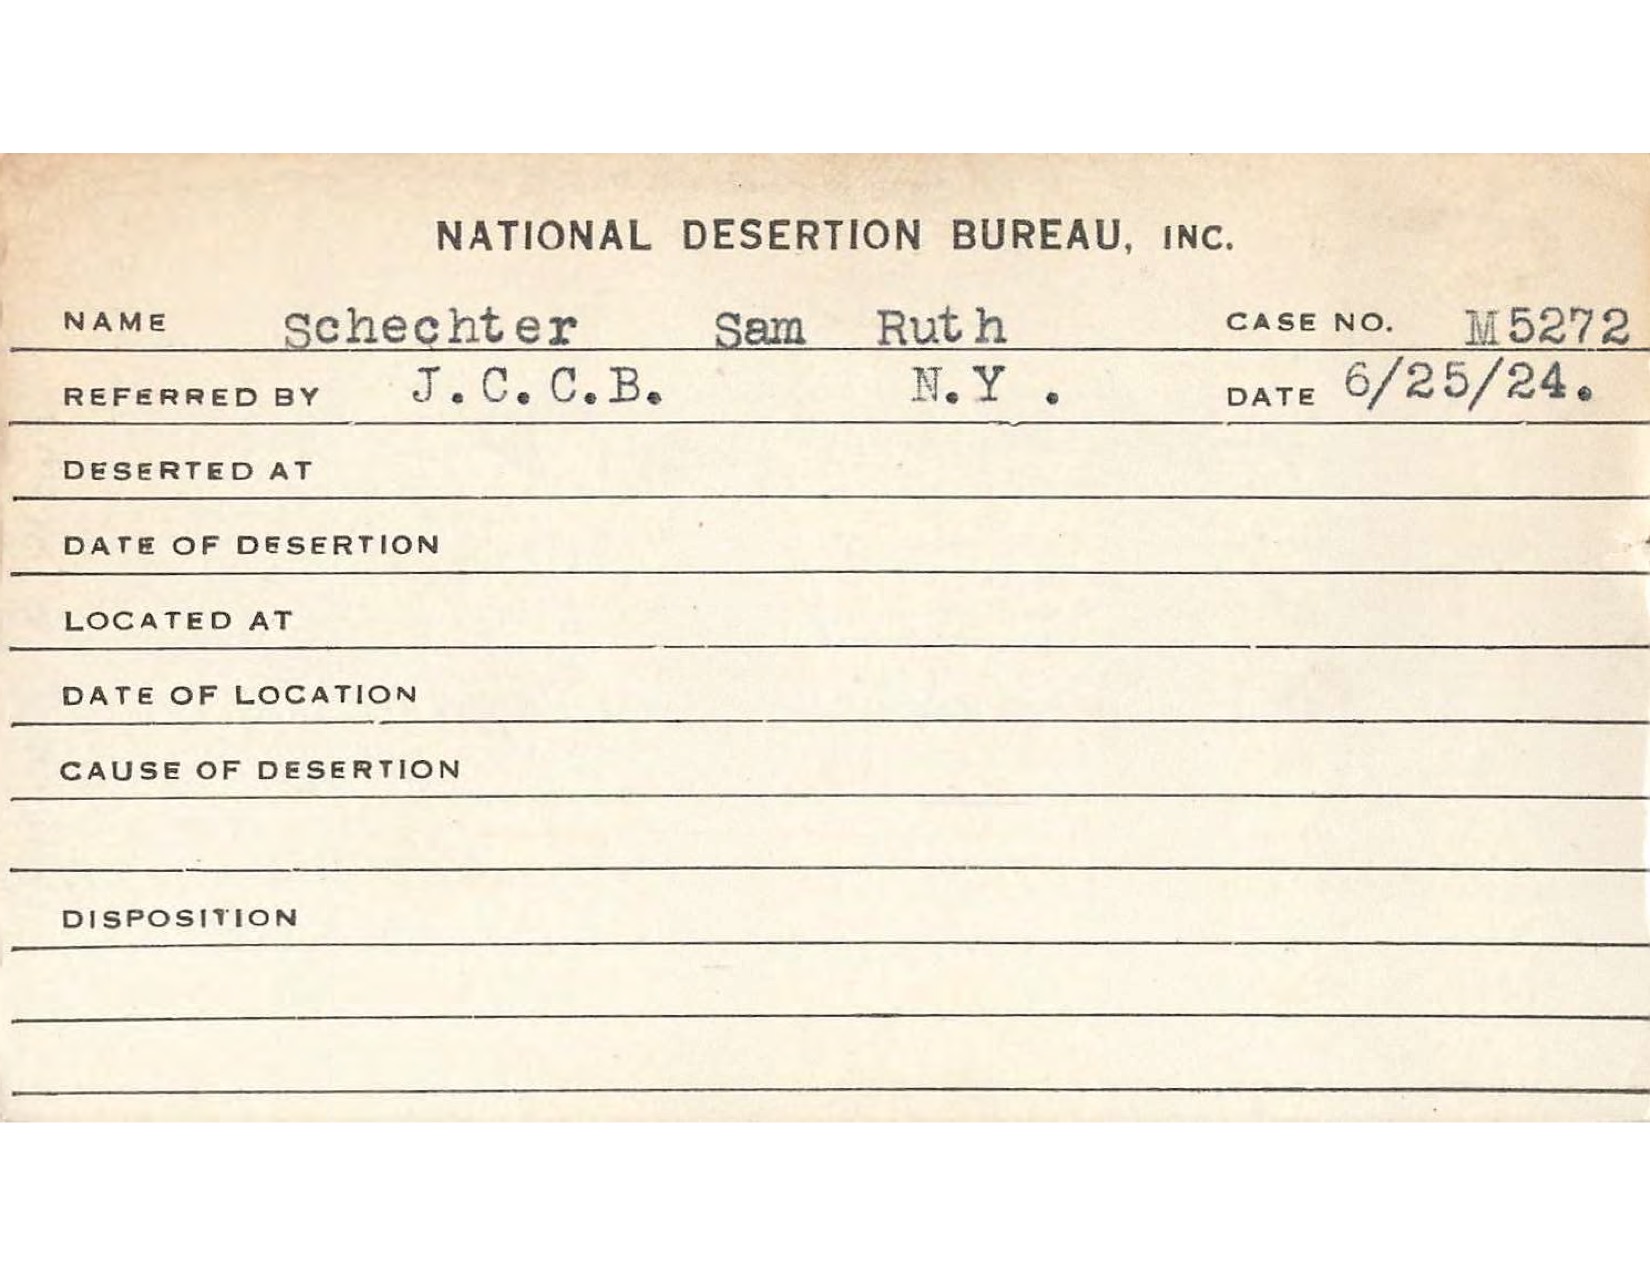 NATIONAL DESERTION BUREAU, INC.
NAME Schechter Sam Ruth CASE NO. M5272
REFERRED BY J.C.C.B. N.Y . DATE 6/25/24.
DESERTED AT
DATE OF DESERTION
LOCATED AT
DATE OF LOCATION
CAUSE OF DESERTION
DISPOSITION